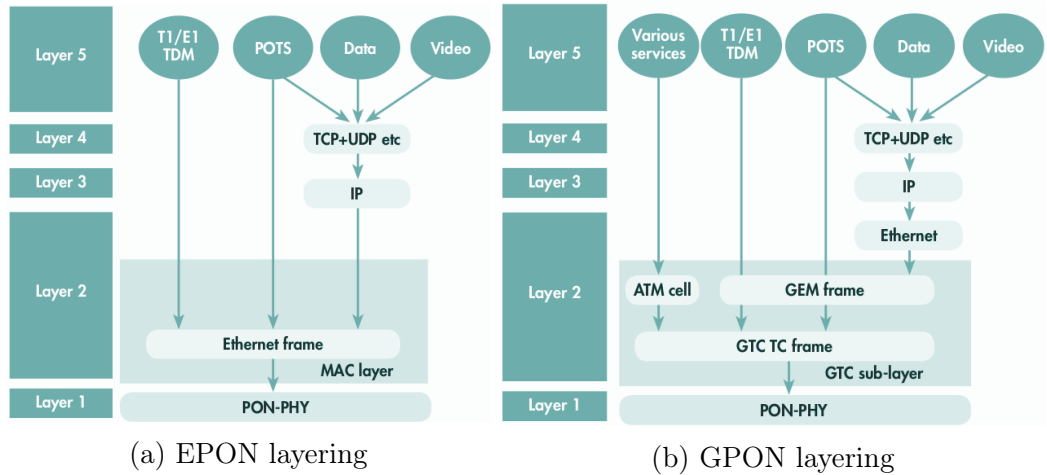 Layer 5
T1/E1
TDM
POTS
Data
Video
Layer 4
TCP+UDP etc
Layer 3
IP
Layer 2
Ethernet frame
MAC layer
Layer 1
PON-PHY
(a) EPON layering
Layer 5
Various
services
T1/E1
TDM
POTS
Data
Video
Layer 4
TCP+UDP etc
Layer 3
IP
Ethernet
Layer 2
ATM cell
GEM frame
GTC TC frame
GTC sub-layer
Layer 1
PON-PHY
(b) GPON layering